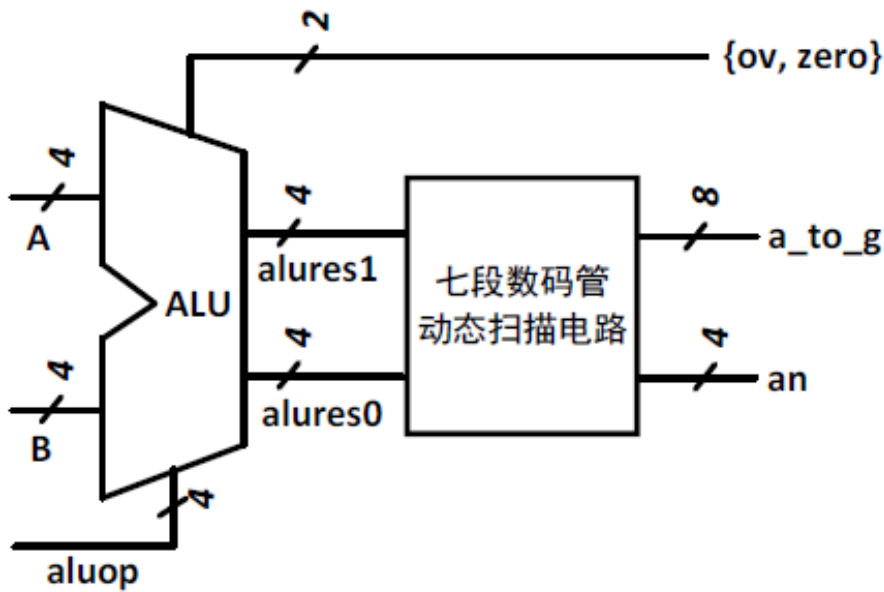 2
{ov, zero}
4
A
4
8
alures1
a_to_g
ALU
七段数码管
动态扫描电路
4
B
4
alures0
4
an
4
aluop